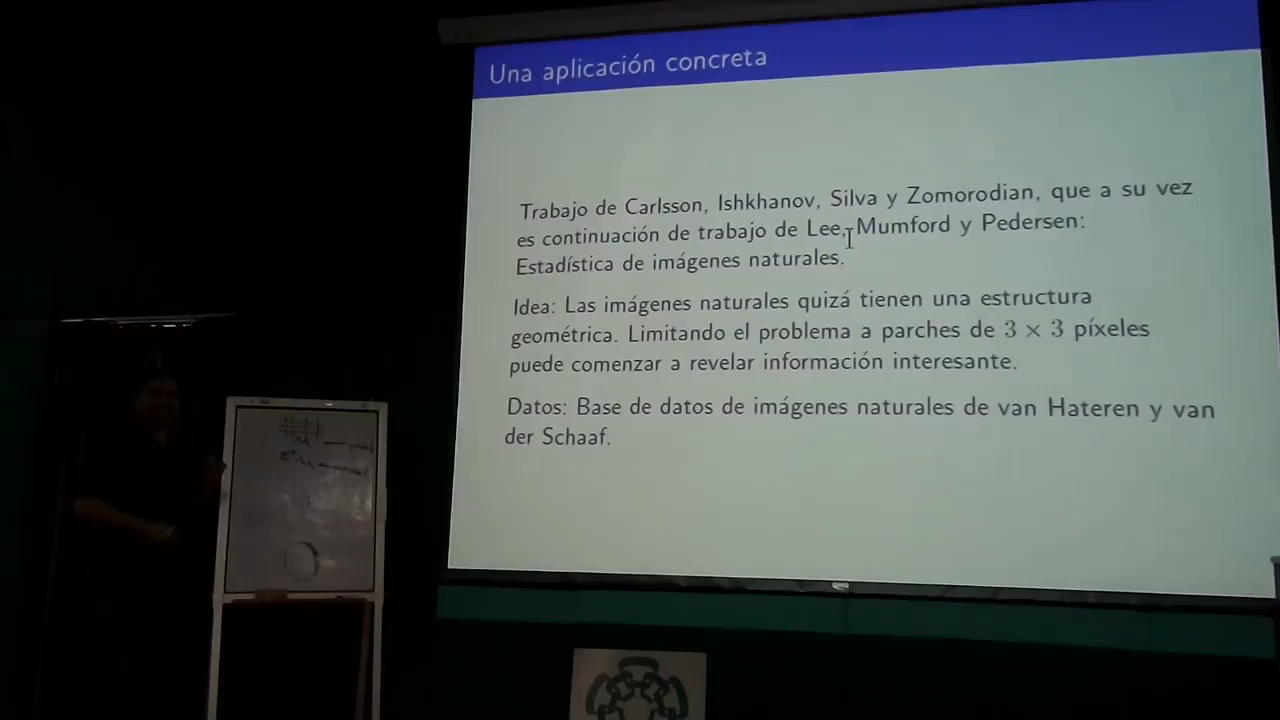 Una aplicación concreta
Trabajo de Carlsson, Ishkhanov, Silva y Zomorodian, que a su vez
es continuación de trabajo de Lee, Mumford y Pedersen:
Estadística de imágenes naturales.
Idea: Las imágenes naturales quizá tienen una estructura
geométrica. Limitando el problema a parches de 3 × 3 píxeles
puede comenzar a revelar información interesante.
Datos: Base de datos de imágenes naturales de van Hateren y van
der Schaaf.